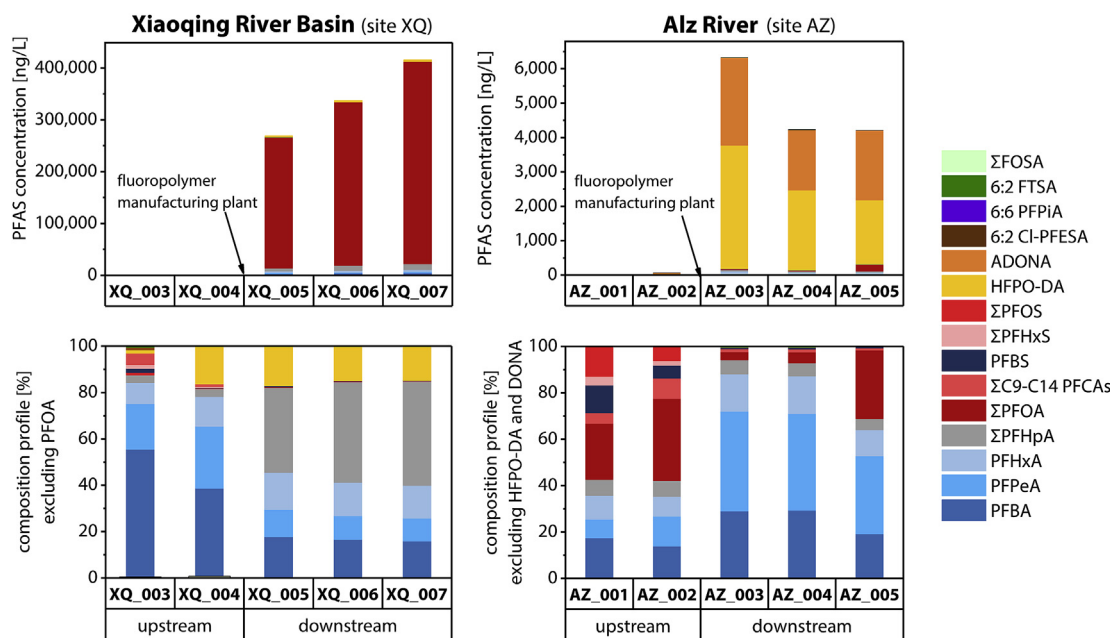 Xiaoqing River Basin (site XQ)
PFAS concentration [ng/L]
400,000
300,000
200,000
100,000
0
fluoropolymer
manufacturing plant
XQ_003 XQ_004 XQ_005 XQ_006 XQ_007
Alz River (site AZ)
PFAS concentration [ng/L]
6,000
5,000
4,000
3,000
2,000
1,000
0
fluoropolymer
manufacturing plant
AZ_001 AZ_002 AZ_003 AZ_004 AZ_005
composition profile [%]
excluding PFOA
100
80
60
40
20
0
XQ_003 XQ_004 XQ_005 XQ_006 XQ_007
upstream downstream
composition profile [%]
excluding HFPO-DA and DONA
100
80
60
40
20
0
AZ_001 AZ_002 AZ_003 AZ_004 AZ_005
upstream downstream
ΣFOSA
6:2 FTSA
6:6 PFPiA
6:2 Cl-PFESA
ADONA
HFPO-DA
ΣPFOS
ΣPFHxS
PFBS
ΣC9-C14 PFCAs
ΣPFOA
ΣPFHpA
PFHxA
PFPeA
PFBA